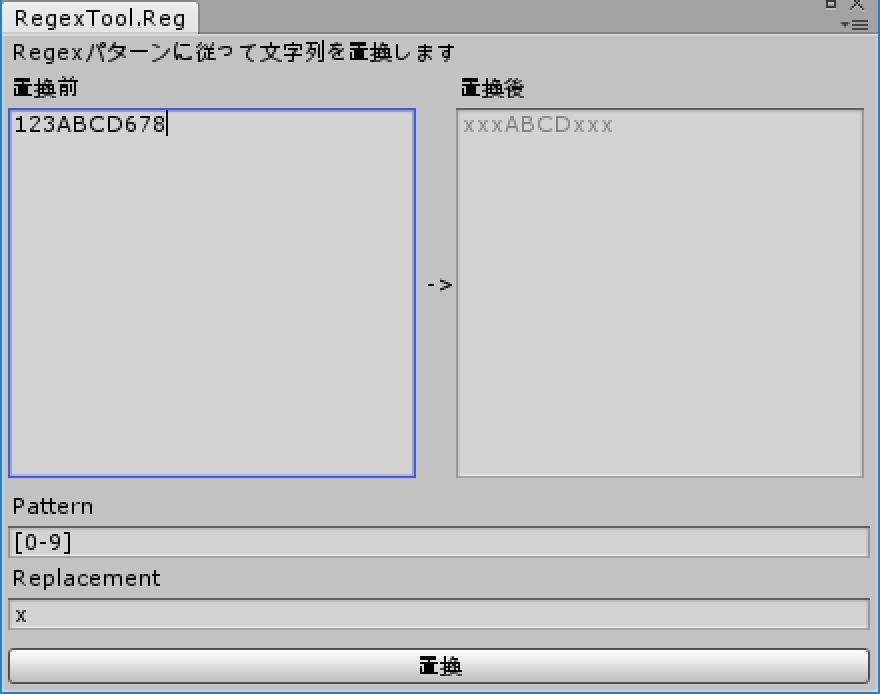 RegexTool.Reg
Regexパターンに従って文字列を置換します
置換前
置換後
123ABCD678
xxxABCDxxx
->
Pattern
[0-9]
Replacement
x
置換